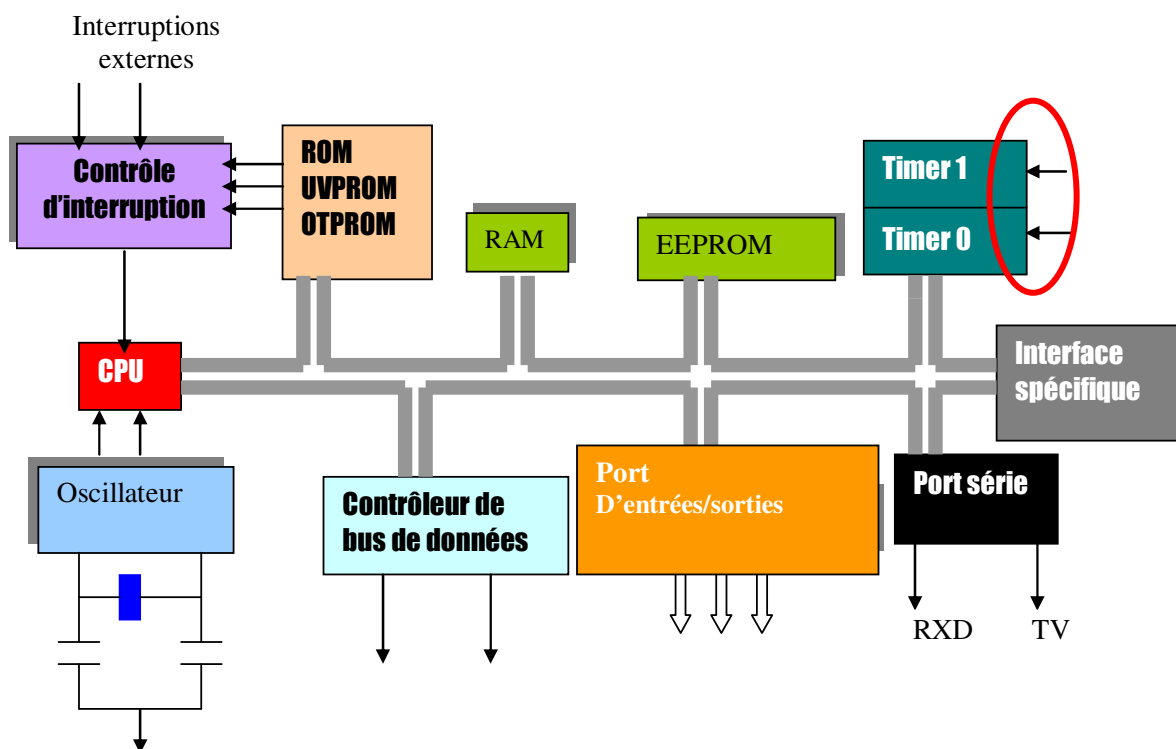 Interruptions
externes
Contrôle
d'interruption
ROM
UVPROM
OTPROM
RAM
EEPROM
Timer 1
Timer 0
CPU
Interface
spécifique
Oscillateur
Contrôleur de
bus de données
Port
D'entrées/sorties
Port série
RXD
TV